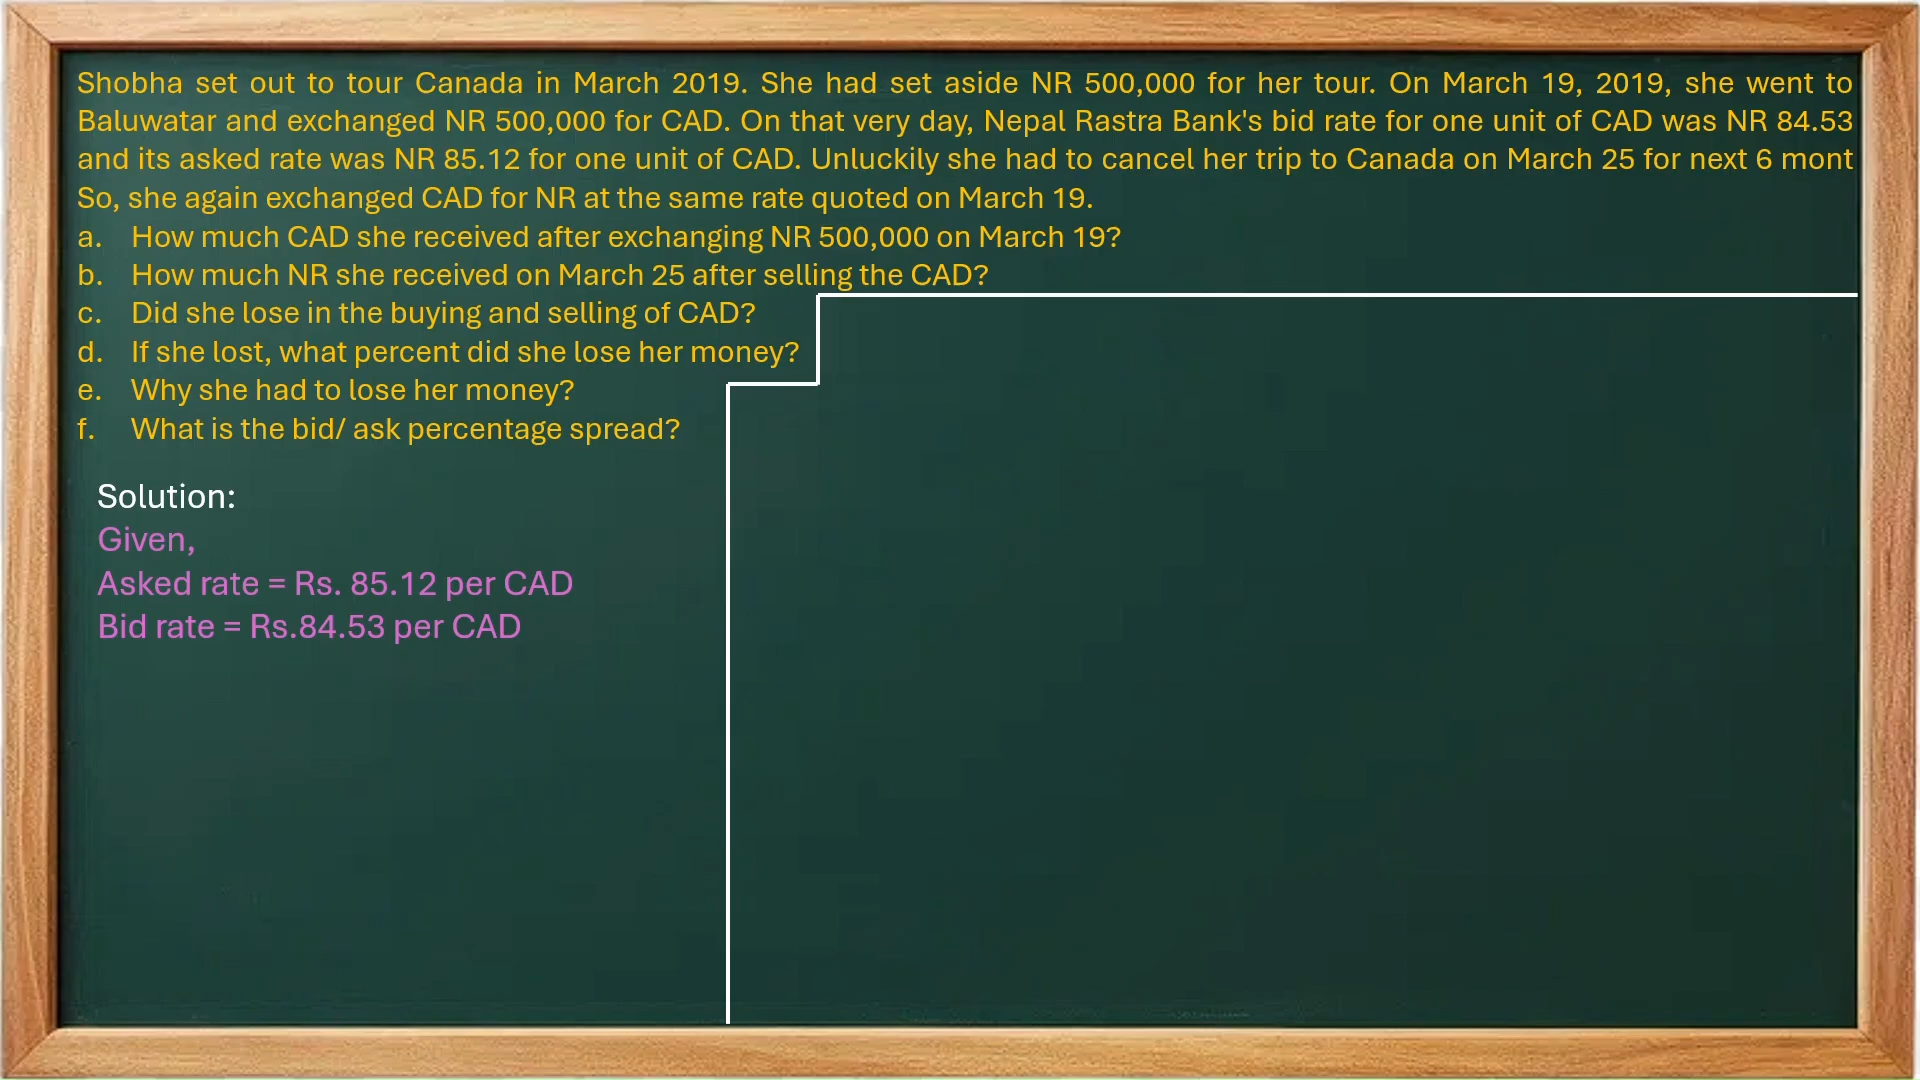 Shobha set out to tour Canada in March 2019. She had set aside NR 500,000 for her tour. On March 19, 2019, she went to
Baluwatar and exchanged NR 500,000 for CAD. On that very day, Nepal Rastra Bank's bid rate for one unit of CAD was NR 84.53
and its asked rate was NR 85.12 for one unit of CAD. Unluckily she had to cancel her trip to Canada on March 25 for next 6 mont
So, she again exchanged CAD for NR at the same rate quoted on March 19.
a. How much CAD she received after exchanging NR 500,000 on March 19?
b. How much NR she received on March 25 after selling the CAD?
c. Did she lose in the buying and selling of CAD?
d. If she lost, what percent did she lose her money?
e. Why she had to lose her money?
f. What is the bid/ ask percentage spread?
Solution:
Given,
Asked rate = Rs. 85.12 per CAD
Bid rate = Rs.84.53 per CAD